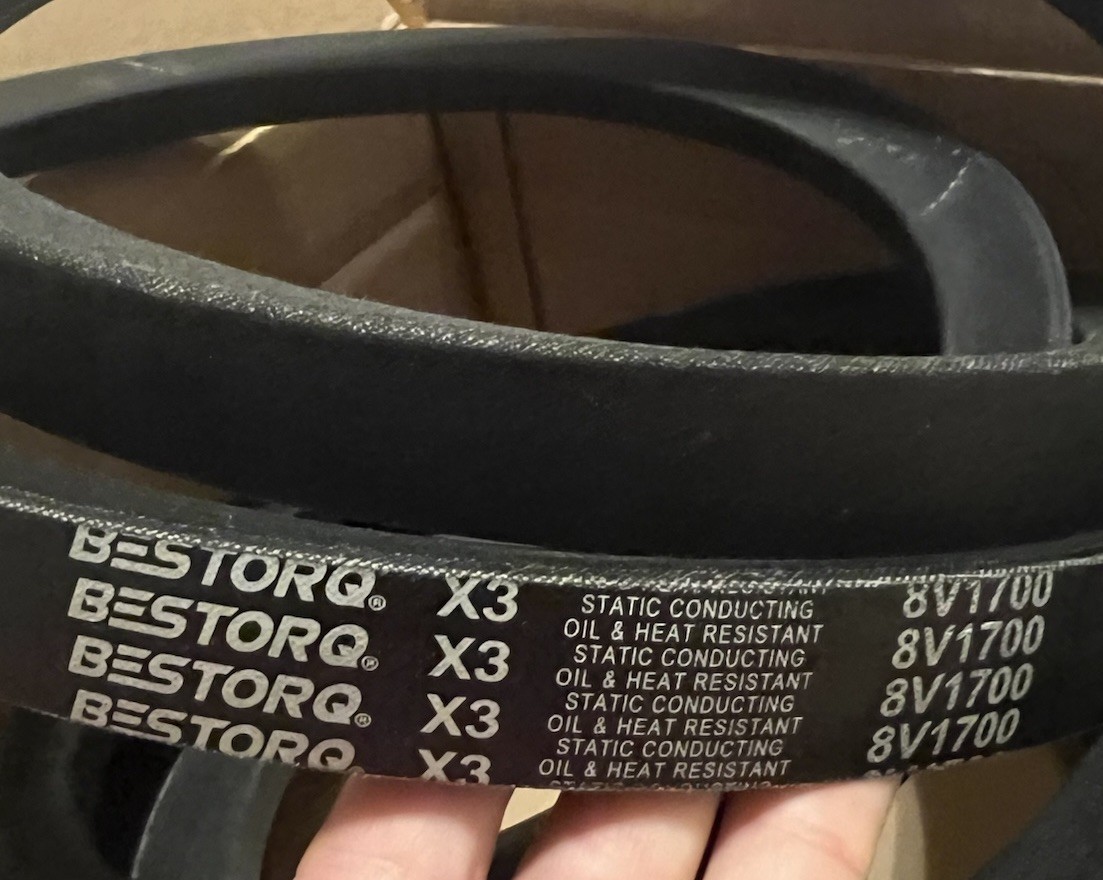 BESTORQ® X3 8V1700
STATIC CONDUCTING
OIL & HEAT RESISTANT
BESTORQ® X3 8V1700
STATIC CONDUCTING
OIL & HEAT RESISTANT
BESTORQ® X3 8V1700
STATIC CONDUCTING
OIL & HEAT RESISTANT
BESTORQ X3 8V1700
STATIC CONDUCTING
OIL & HEAT RESISTANT